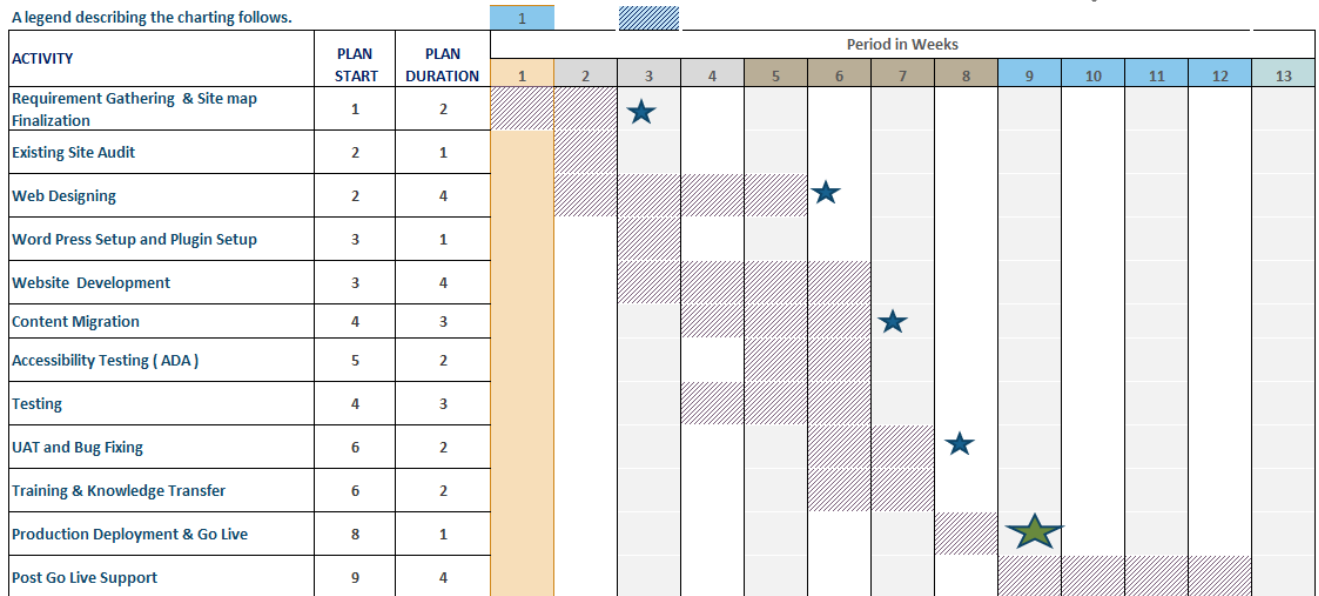 A legend describing the charting follows.
1
ACTIVITY
PLAN START
PLAN DURATION
Period in Weeks
1 2 3 4 5 6 7 8 9 10 11 12 13
Requirement Gathering & Site map
Finalization
1 2
Existing Site Audit 2 1
Web Designing 2 4
Word Press Setup and Plugin Setup 3 1
Website Development 3 4
Content Migration 4 3
Accessibility Testing ( ADA ) 5 2
Testing 4 3
UAT and Bug Fixing 6 2
Training & Knowledge Transfer 6 2
Production Deployment & Go Live 8 1
Post Go Live Support 9 4